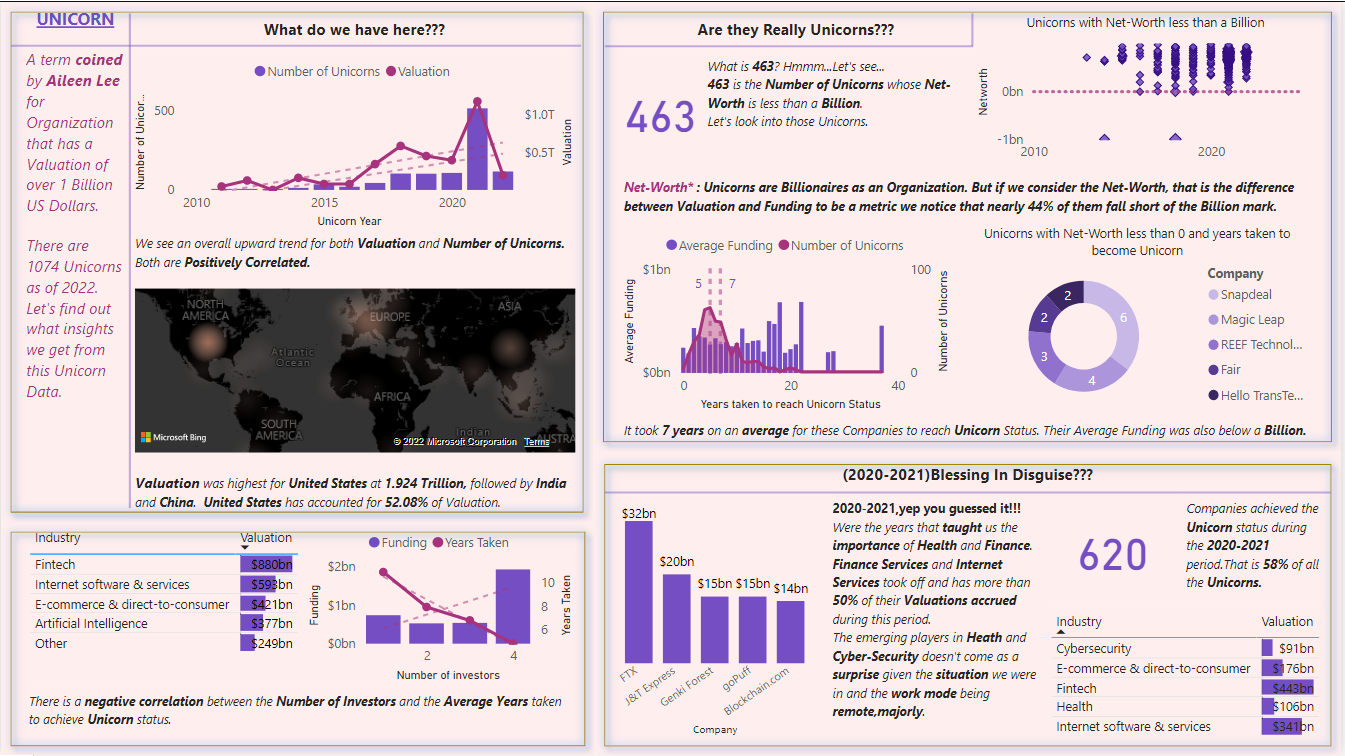 UNICORN
A term coined
by Aileen Lee
for
Organization
that has a
Valuation of
over 1 Billion
US Dollars.
There are
1074 Unicorns
as of 2022.
Let's find out
what insights
we get from
this Unicorn
Data.
What do we have here???
Number of Unicorns Valuation
Number of Unicor...
500
0
$1.0T
$0.5T
Valuation
2010 2015 2020
Unicorn Year
We see an overall upward trend for both Valuation and Number of Unicorns.
Both are Positively Correlated.
NORTH
AMERICA
EUROPE
ASIA
Atlantic
Ocean
AFRICA
SOUTH
AMERICA
Indian
AUSTRA
Microsoft Bing
© 2022 Microsoft Corporation Terms
Valuation was highest for United States at 1.924 Trillion, followed by India
and China. United States has accounted for 52.08% of Valuation.
Industry Valuation
Fintech $880bn
Internet software & services $593bn
E-commerce & direct-to-consumer $421bn
Artificial Intelligence $377bn
Other $249bn
Funding Years Taken
Funding
$2bn
$1bn
$0bn
10
8
6
Years Taken
2 4
Number of investors
There is a negative correlation between the Number of Investors and the Average Years taken
to achieve Unicorn status.
Are they Really Unicorns???
463
What is 463? Hmmm...Let's see...
463 is the Number of Unicorns whose Net-
Worth is less than a Billion.
Let's look into those Unicorns.
Unicorns with Net-Worth less than a Billion
Networth
0bn
-1bn
2010 2020
Net-Worth* : Unicorns are Billionaires as an Organization. But if we consider the Net-Worth, that is the difference
between Valuation and Funding to be a metric we notice that nearly 44% of them fall short of the Billion mark.
Average Funding Number of Unicorns
Average Funding
$1bn
$0bn
5 7
100
0
Number of Unicorns
0 20 40
Years taken to reach Unicorn Status
Unicorns with Net-Worth less than 0 and years taken to
become Unicorn
6
4
3
2
2
Company
Snapdeal
Magic Leap
REEF Technol...
Fair
Hello TransTe...
It took 7 years on an average for these Companies to reach Unicorn Status. Their Average Funding was also below a Billion.
(2020-2021)Blessing In Disguise???
$32bn
$20bn
$15bn
$15bn
$14bn
FTX
J&T Express
Genki Forest
goPuff
Blockchain.com
Company
2020-2021,yep you guessed it!!!
Were the years that taught us the
importance of Health and Finance.
Finance Services and Internet
Services took off and has more than
50% of their Valuations accrued
during this period.
The emerging players in Heath and
Cyber-Security doesn't come as a
surprise given the situation we were
in and the work mode being
remote,majorly.
620
Companies achieved the
Unicorn status during
the 2020-2021
period.That is 58% of all
the Unicorns.
Industry Valuation
Cybersecurity $91bn
E-commerce & direct-to-consumer $176bn
Fintech $443bn
Health $106bn
Internet software & services $341bn